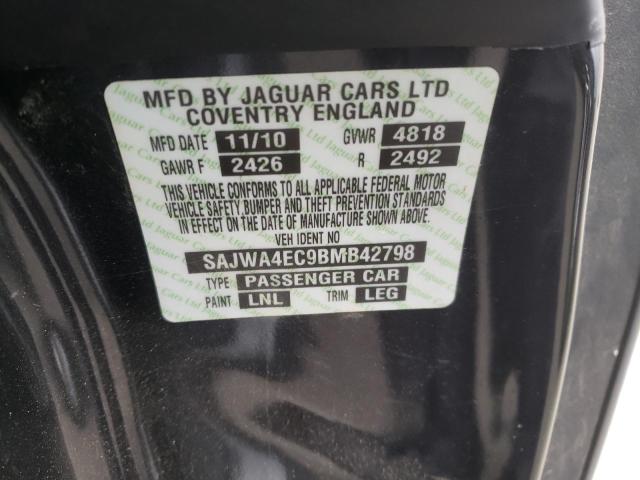 MFD BY JAGUAR CARS LTD
COVENTRY ENGLAND
MFD DATE 11/10 GVWR 4818
GAWR F 2426 R 2492
THIS VEHICLE CONFORMS TO ALL APPLICABLE FEDERAL MOTOR
VEHICLE SAFETY, BUMPER AND THEFT PREVENTION STANDARDS
IN EFFECT ON THE DATE OF MANUFACTURE SHOWN ABOVE.
VEH IDENT NO
SAJWA4EC9BMB42798
TYPE PASSENGER CAR
PAINT LNL TRIM LEG